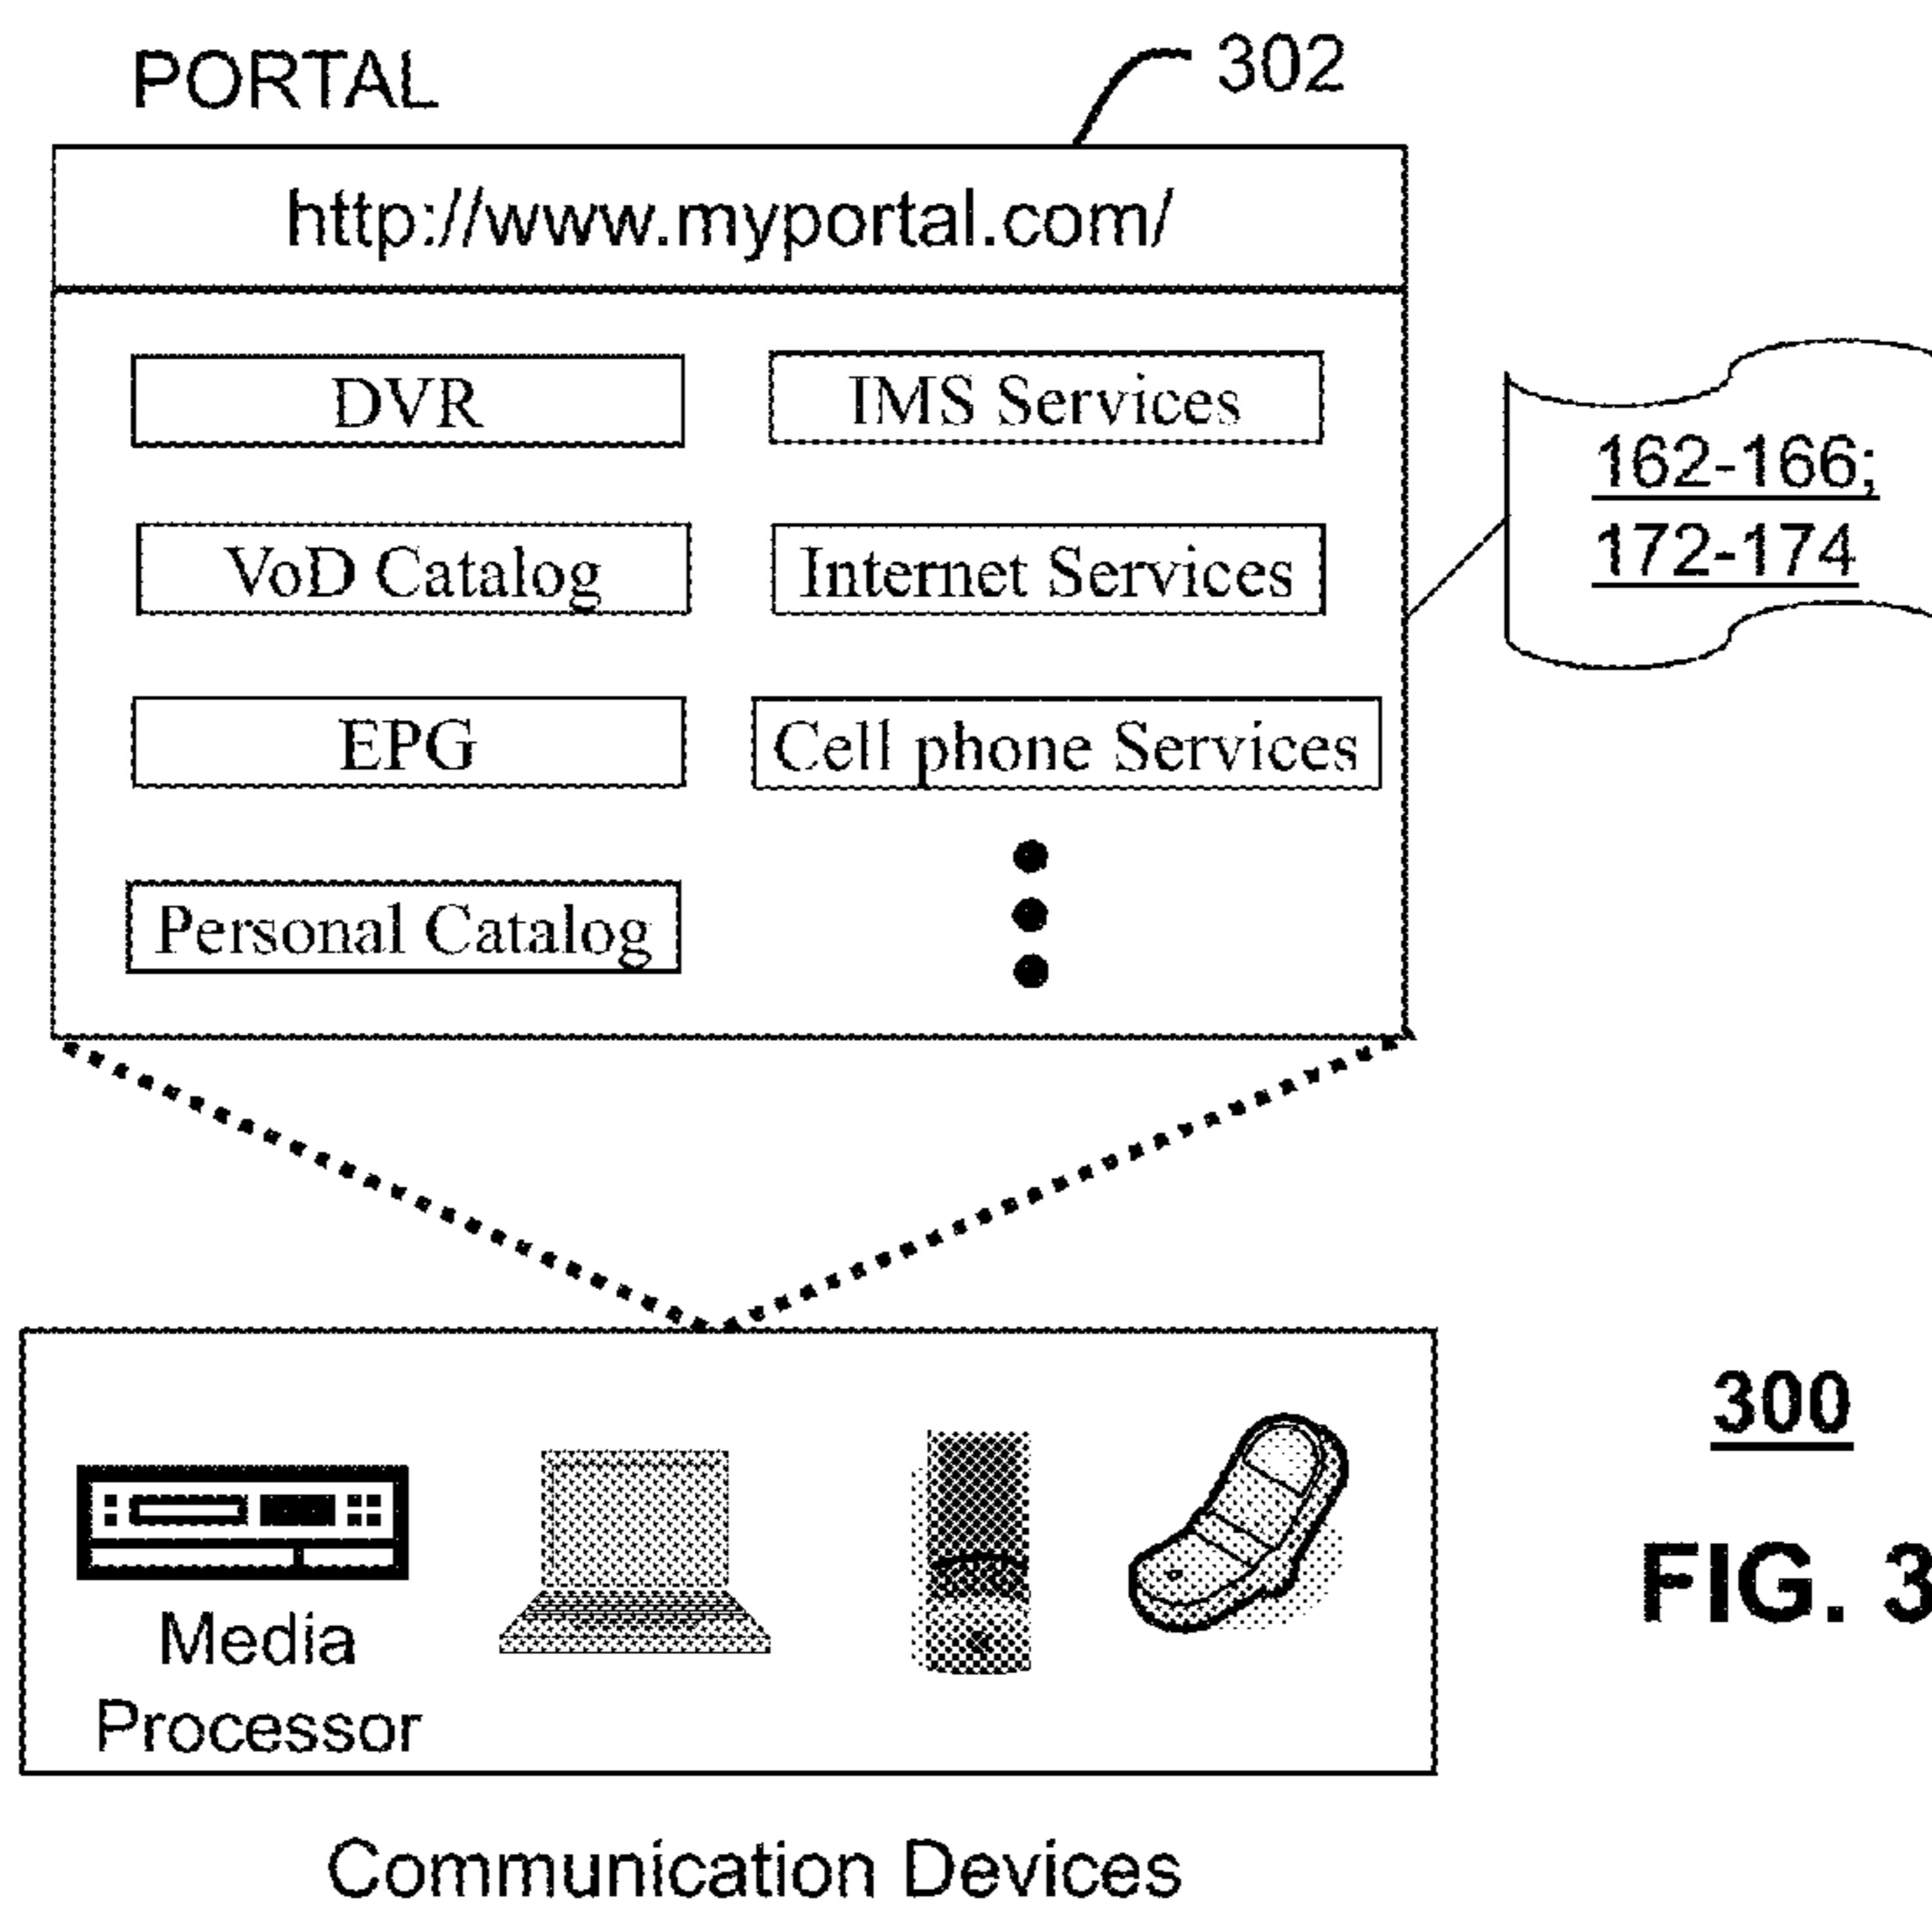 PORTAL
302
http://www.myportal.com/
DVR
IMS Services
162-166;
172-174
VoD Catalog
Internet Services
EPG
Cell phone Services
Personal Catalog
300
FIG. 3
Media
Processor
Communication Devices